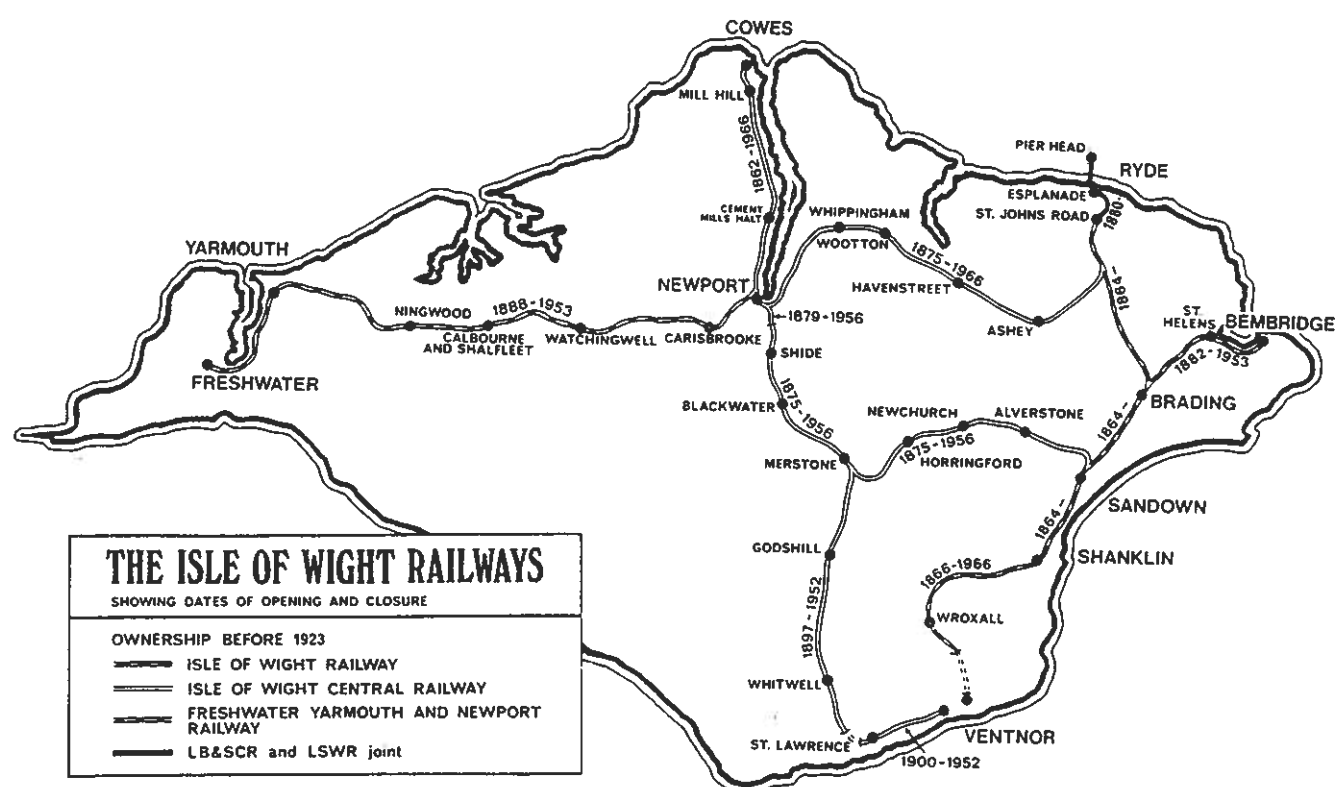 COWES
MILL HILL
1862-1966
CEMENT
MILLS HALT
PIER HEAD
RYDE
ESPLANADE
ST. JOHNS ROAD
1880-
WHIPPINGHAM
WOOTTON
1875-1966
HAVENSTREET
ASHEY
1864-
YARMOUTH
NEWPORT
NINGWOOD
1888-1953
CALBOURNE
AND SHALFLEET
WATCHINGWELL
CARISBROOKE
FRESHWATER
1879-1956
SHIDE
ST.
HELENS
BEMBRIDGE
1882-1953
BRADING
1864-
BLACKWATER
1875-1956
NEWCHURCH
ALVERSTONE
1875-1956
HORRINGFORD
MERSTONE
SANDOWN
1864-
SHANKLIN
GODSHILL
1866-1966
WROXALL
1897-1952
WHITWELL
ST. LAWRENCE
VENTNOR
1900-1952
THE ISLE OF WIGHT RAILWAYS
SHOWING DATES OF OPENING AND CLOSURE
OWNERSHIP BEFORE 1923
ISLE OF WIGHT RAILWAY
ISLE OF WIGHT CENTRAL RAILWAY
FRESHWATER YARMOUTH AND NEWPORT
RAILWAY
LB&SCR and LSWR joint